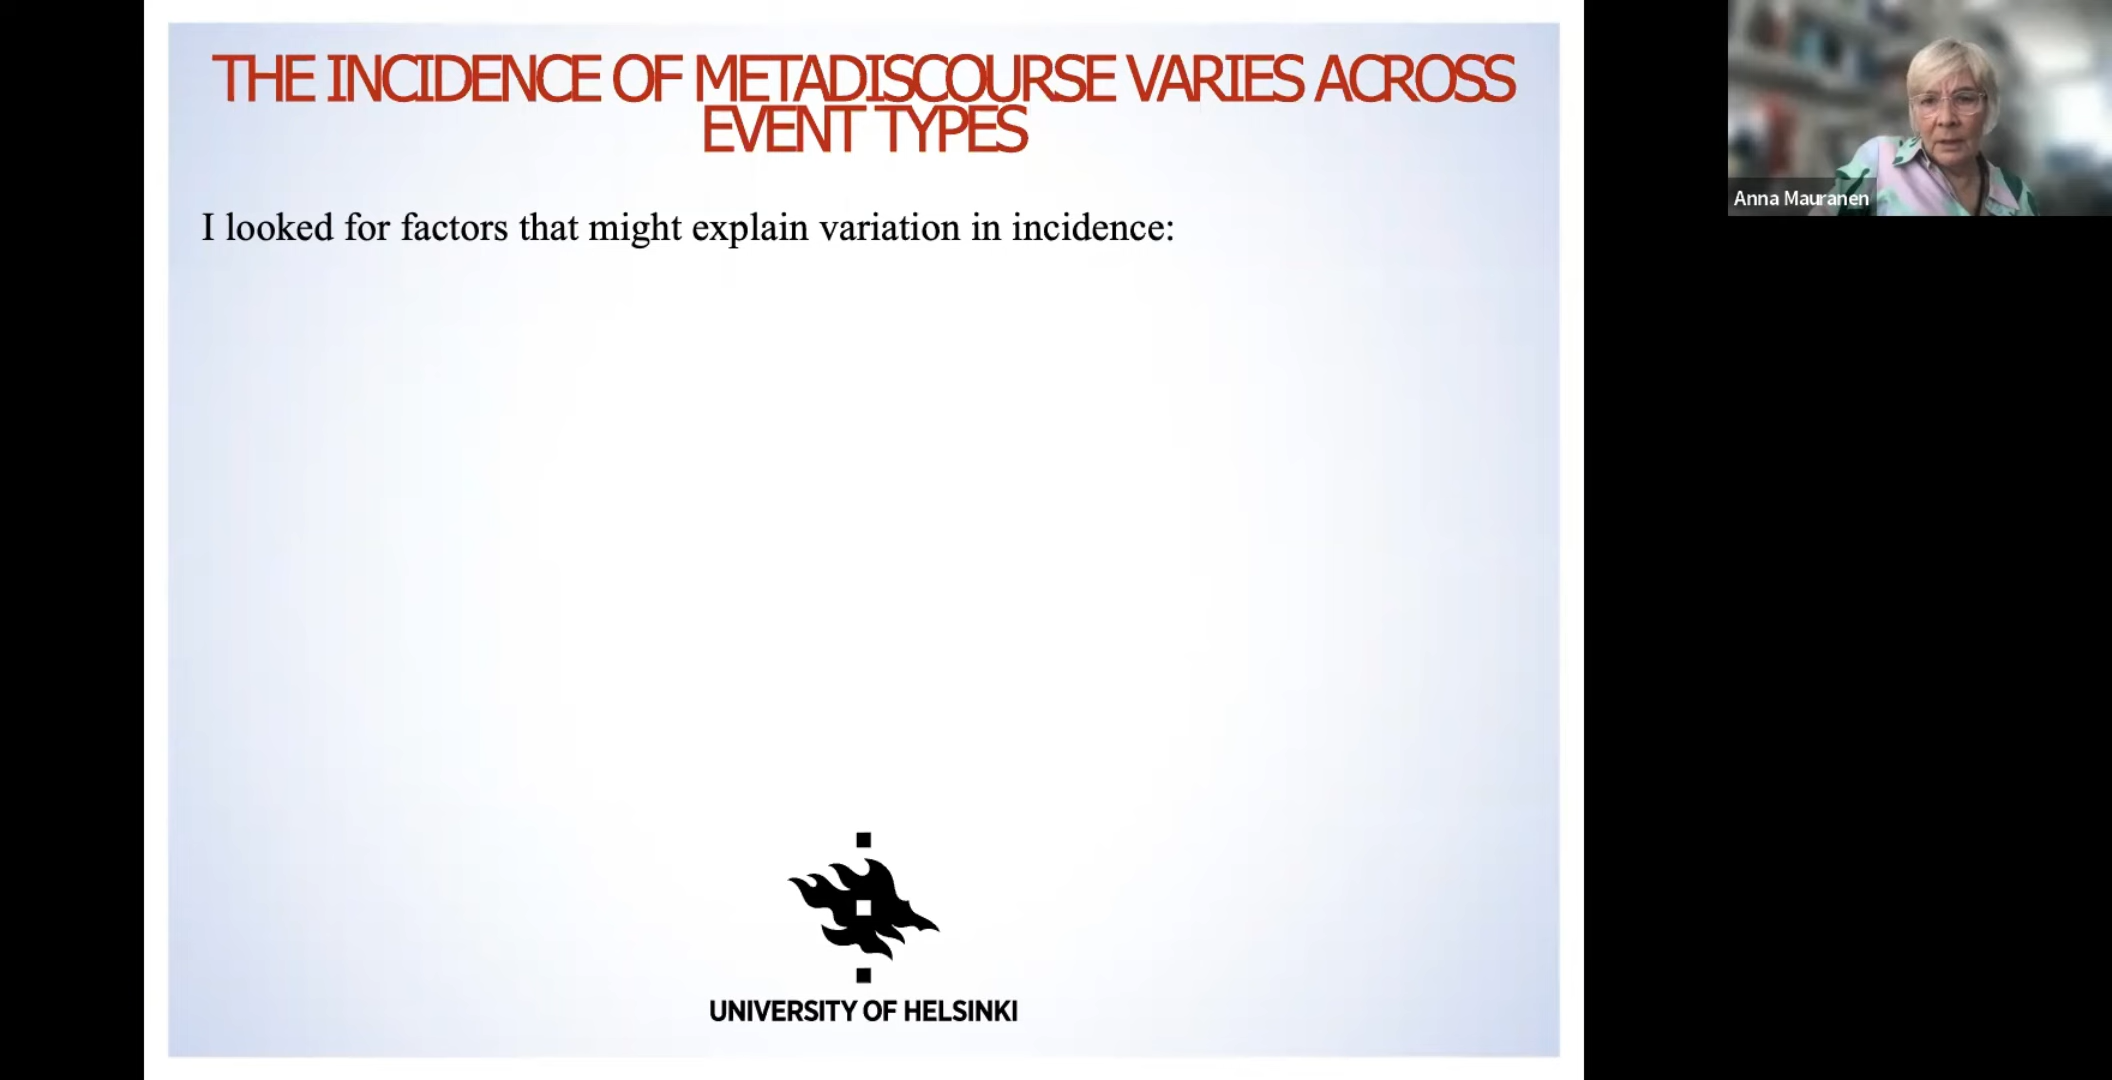 THE INCIDENCE OF METADISCOURSE VARIES ACROSS
EVENT TYPES
I looked for factors that might explain variation in incidence:
UNIVERSITY OF HELSINKI
Anna Mauranen